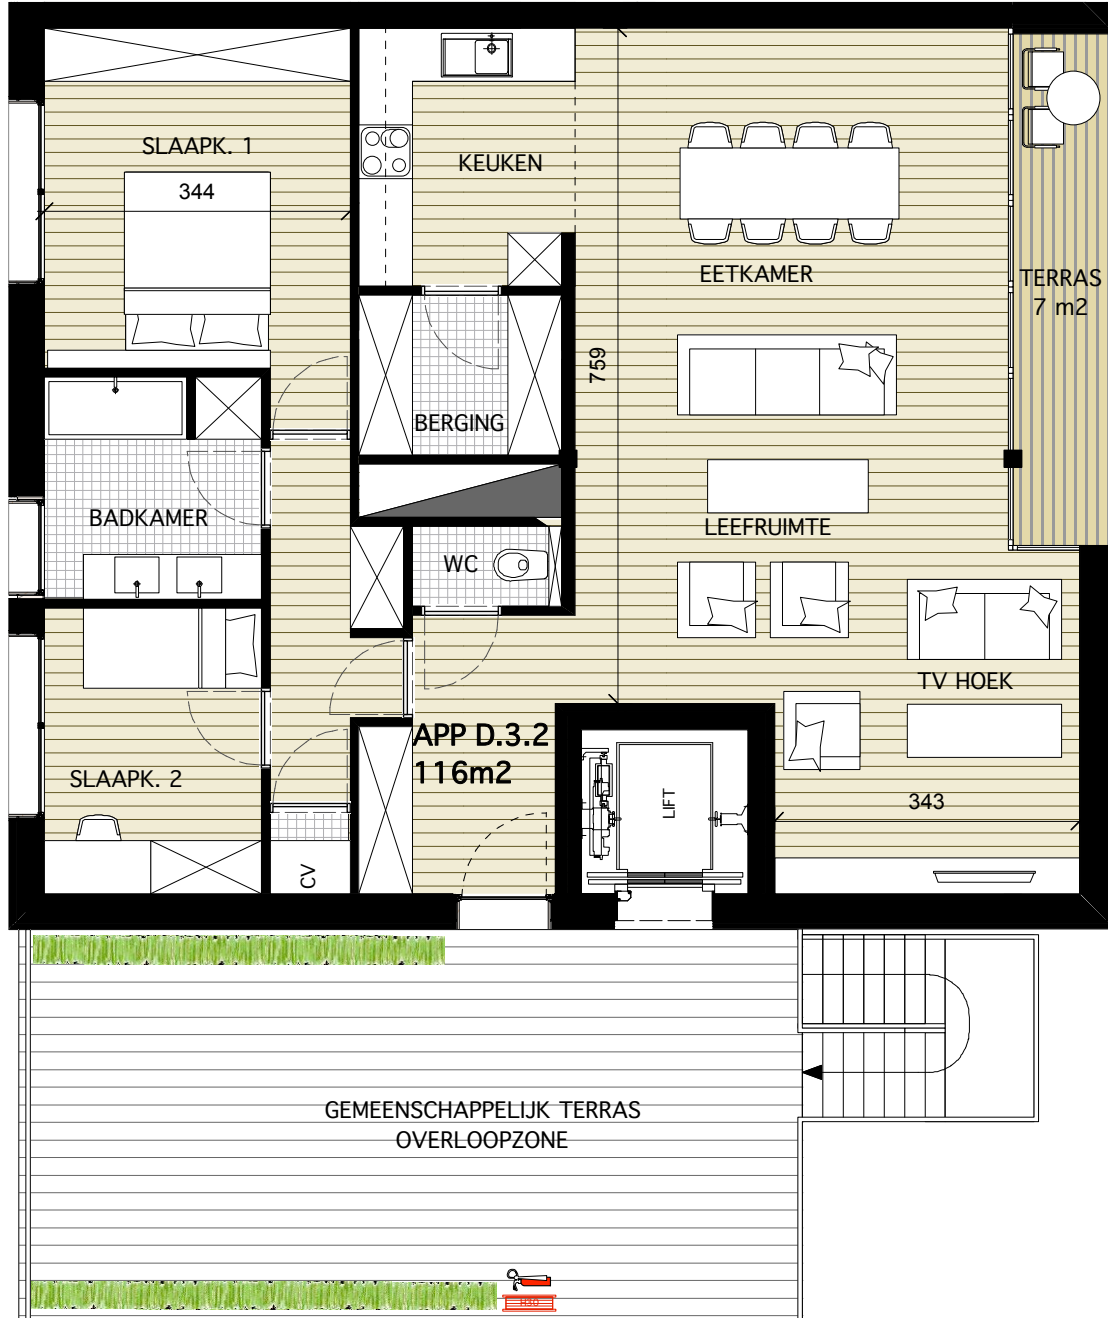 SLAAPK. 1
344
KEUKEN
EETKAMER
TERRAS
7 m2
759
BERGING
BADKAMER
LEEFRUIMTE
WC
TV HOEK
APP D.3.2
116m2
SLAAPK. 2
LIFT
343
CV
GEMEENSCHAPPELIJK TERRAS
OVERLOOPZONE